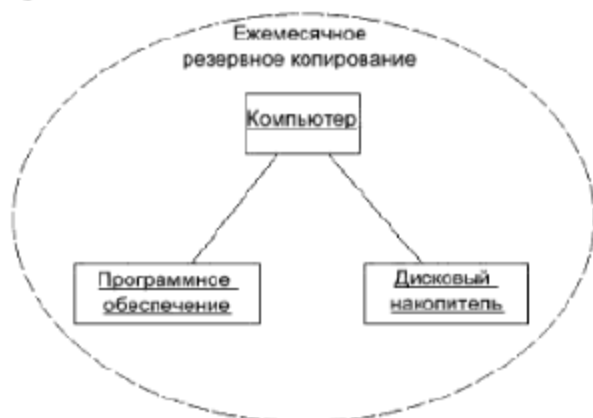 Ежемесячное
резервное копирование
Компьютер
Программное
обеспечение
Дисковый
накопитель